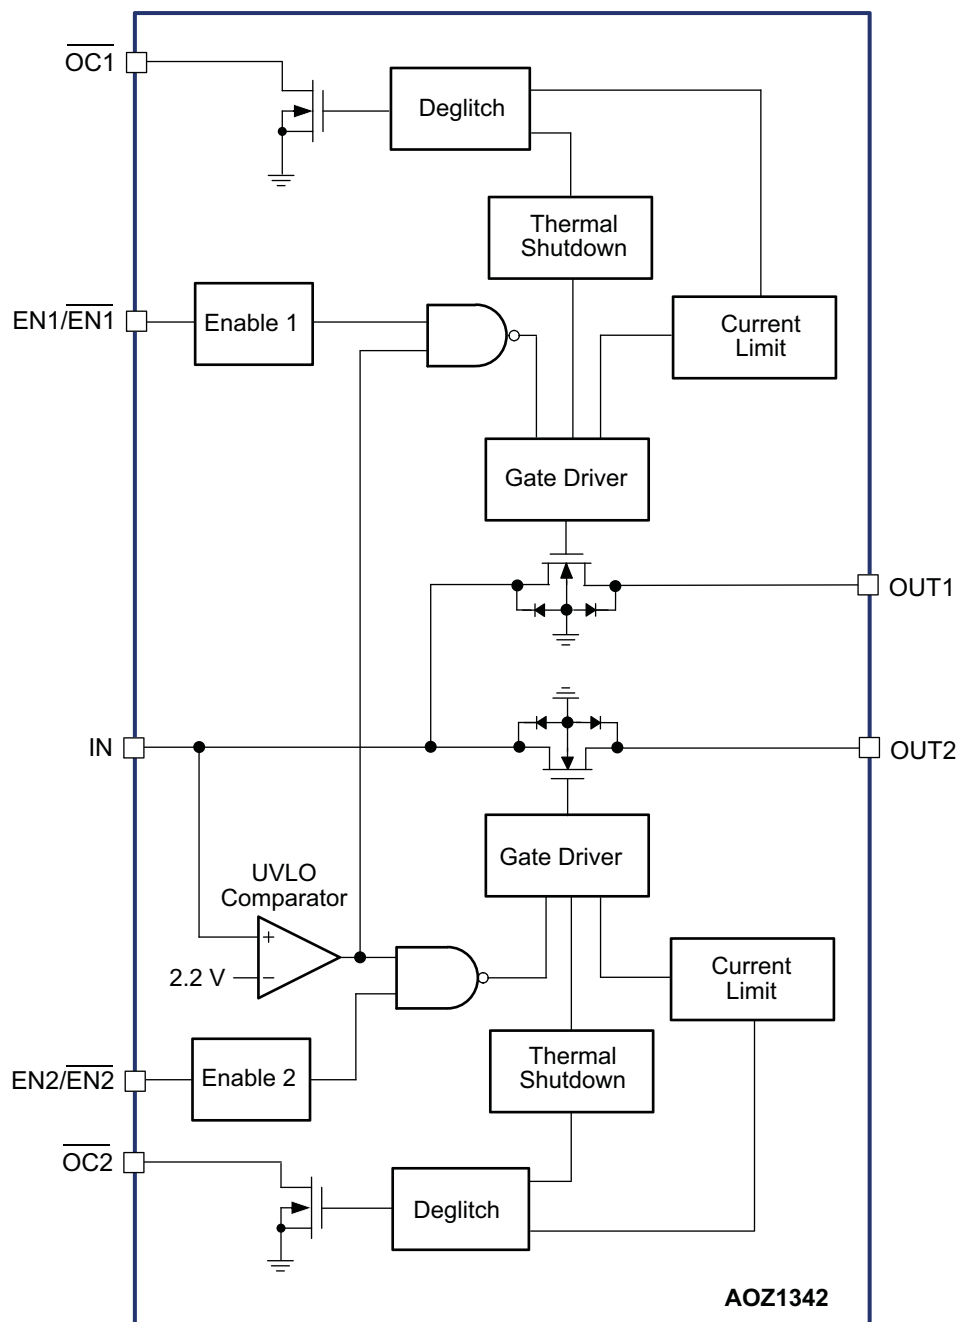 OC1
Deglitch
Thermal
Shutdown
EN1/EN1
Enable 1
Current
Limit
Gate Driver
OUT1
IN
OUT2
Gate Driver
UVLO
Comparator
+
2.2 V
−
Current
Limit
Thermal
Shutdown
EN2/EN2
Enable 2
OC2
Deglitch
AOZ1342